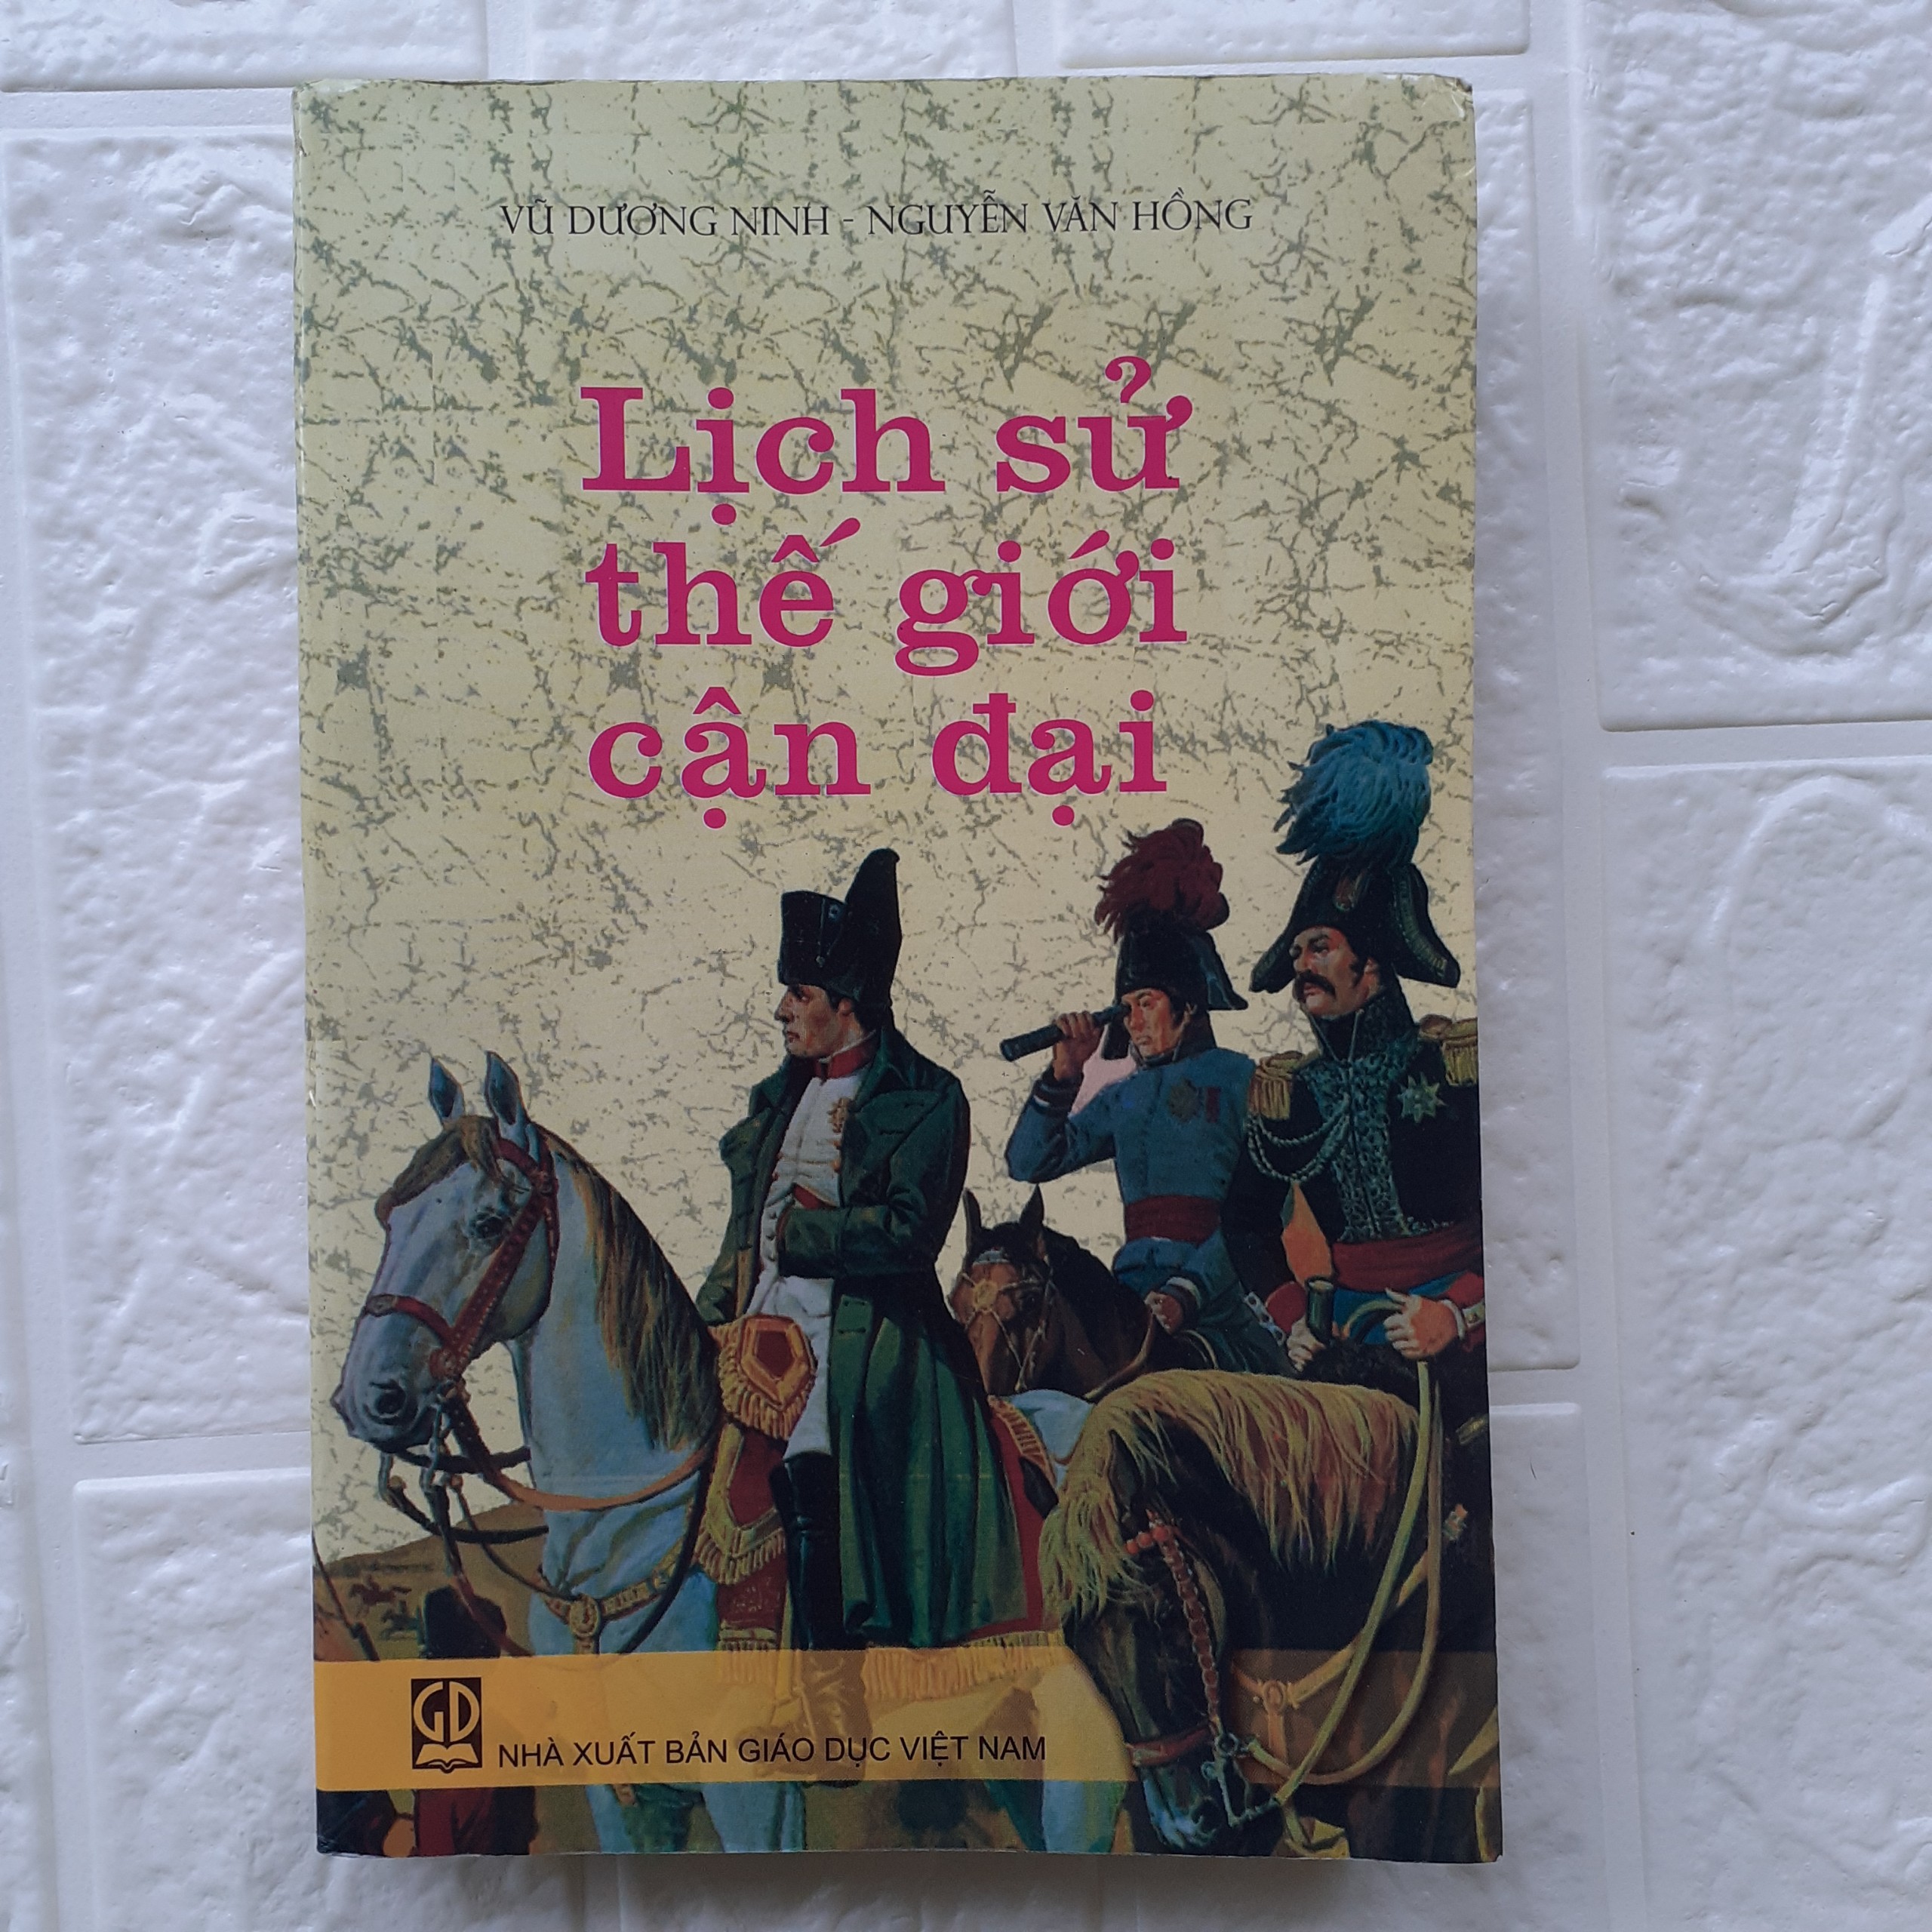 VŨ DƯƠNG NINH - NGUYỄN VĂN HỒNG
Lịch sử
thế giới
cận đại
GD
NHÀ XUẤT BẢN GIÁO DỤC VIỆT NAM